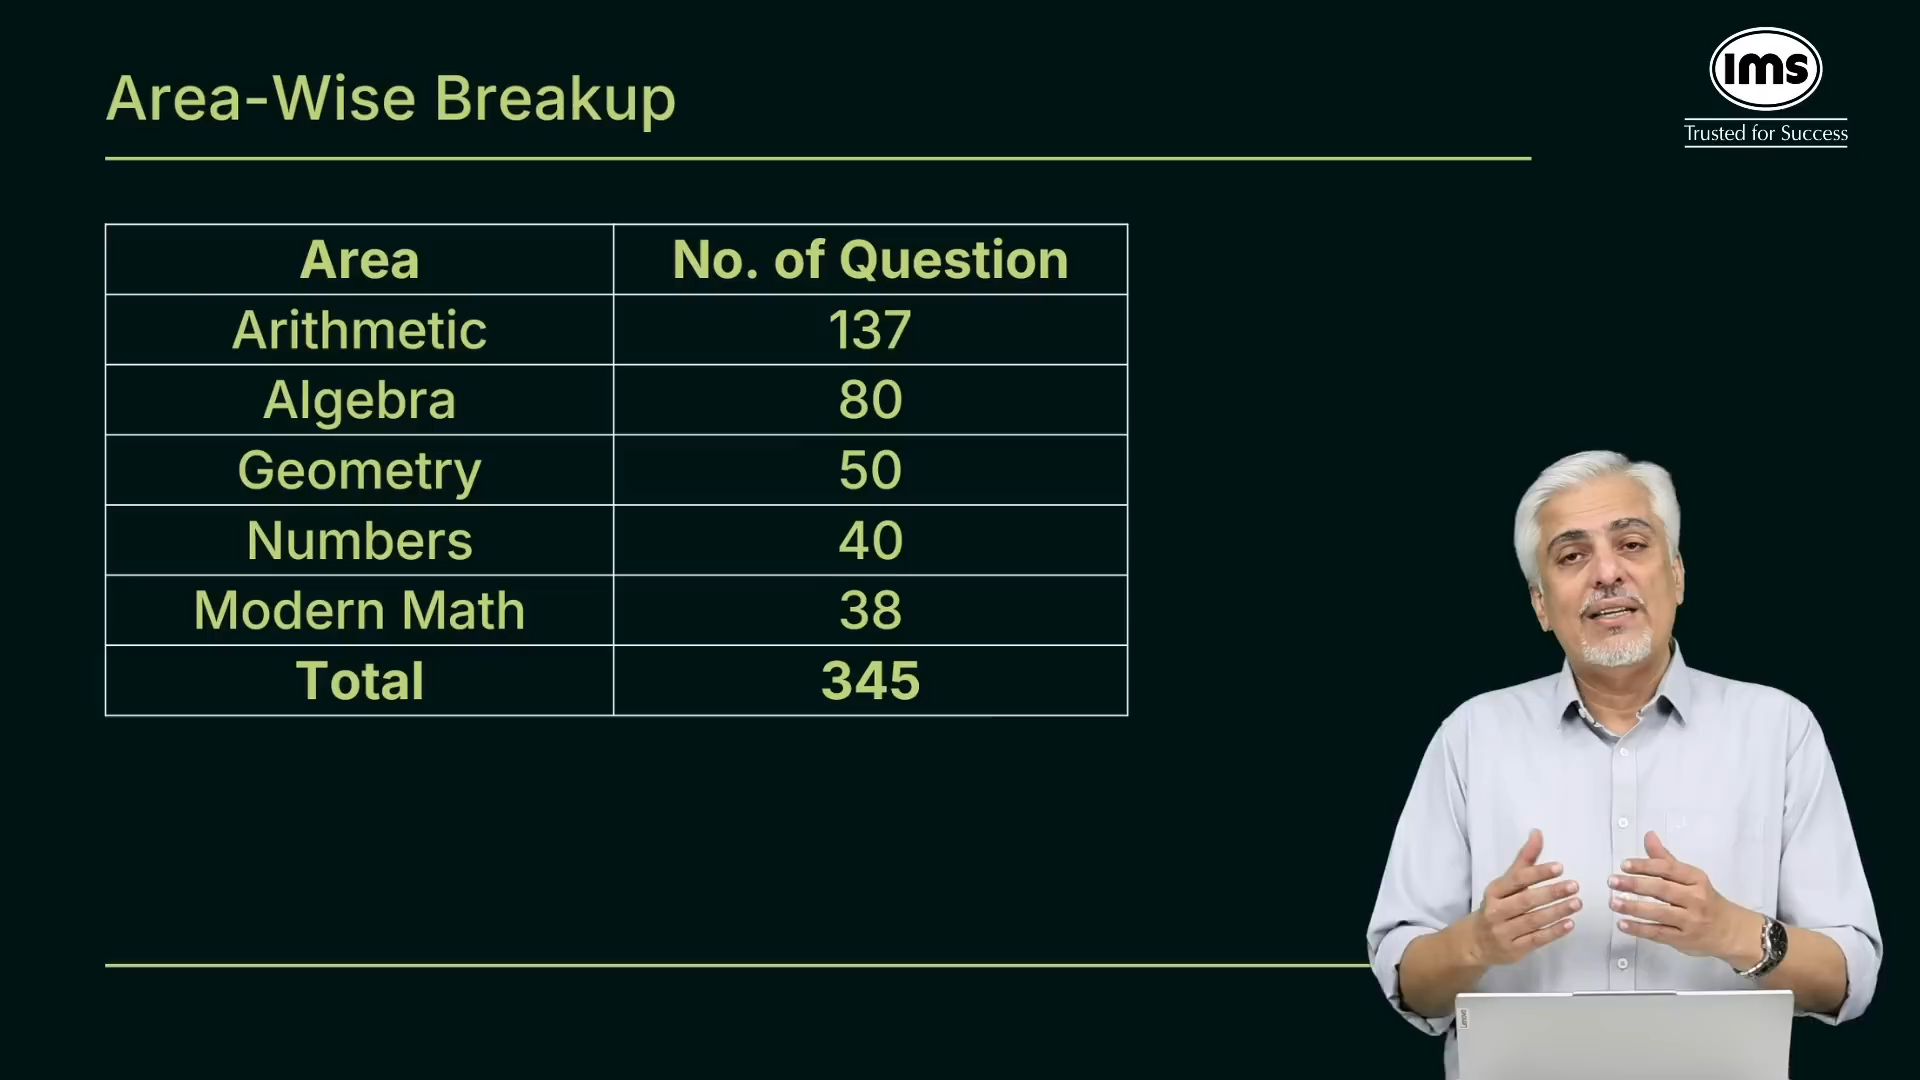 Area-Wise Breakup
ims
Trusted for Success
Area No. of Question
Arithmetic 137
Algebra 80
Geometry 50
Numbers 40
Modern Math 38
Total 345
Lenovo